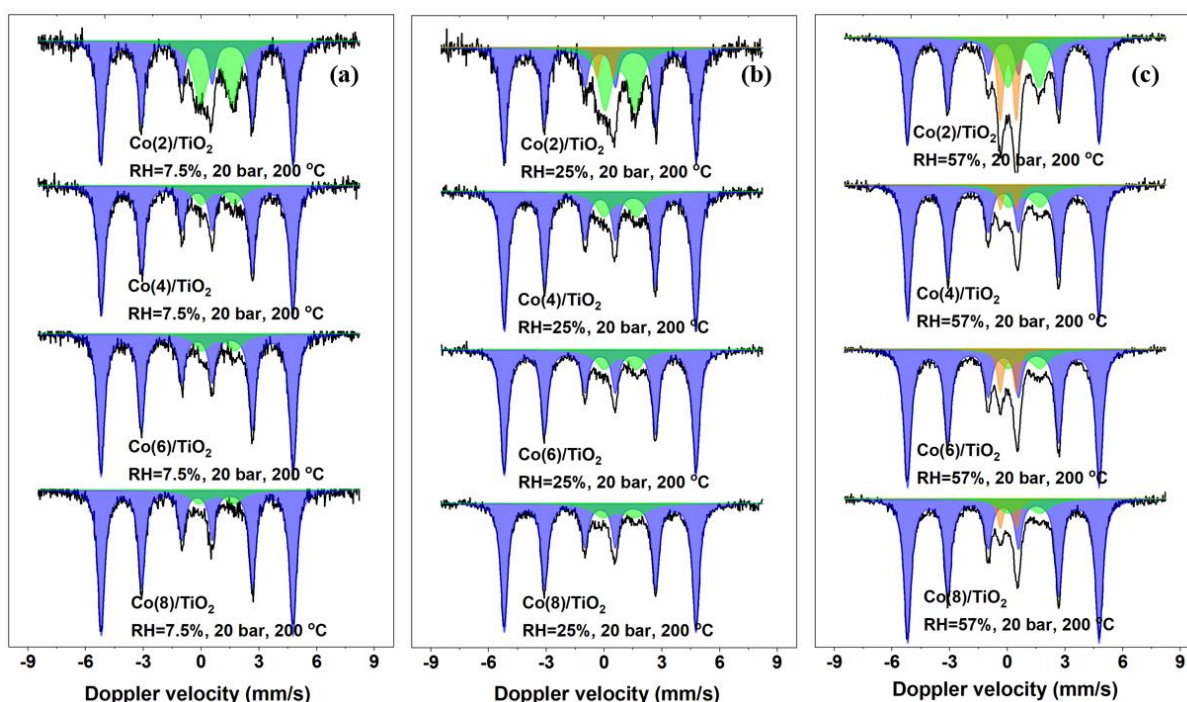 (a)
Co(2)/TiO₂
RH=7.5%, 20 bar, 200 °C
Co(4)/TiO₂
RH=7.5%, 20 bar, 200 °C
Co(6)/TiO₂
RH=7.5%, 20 bar, 200 °C
Co(8)/TiO₂
RH=7.5%, 20 bar, 200 °C
-9 -6 -3 0 3 6 9
Doppler velocity (mm/s)
(b)
Co(2)/TiO₂
RH=25%, 20 bar, 200 °C
Co(4)/TiO₂
RH=25%, 20 bar, 200 °C
Co(6)/TiO₂
RH=25%, 20 bar, 200 °C
Co(8)/TiO₂
RH=25%, 20 bar, 200 °C
-9 -6 -3 0 3 6 9
Doppler velocity (mm/s)
(c)
Co(2)/TiO₂
RH=57%, 20 bar, 200 °C
Co(4)/TiO₂
RH=57%, 20 bar, 200 °C
Co(6)/TiO₂
RH=57%, 20 bar, 200 °C
Co(8)/TiO₂
RH=57%, 20 bar, 200 °C
-9 -6 -3 0 3 6 9
Doppler velocity (mm/s)